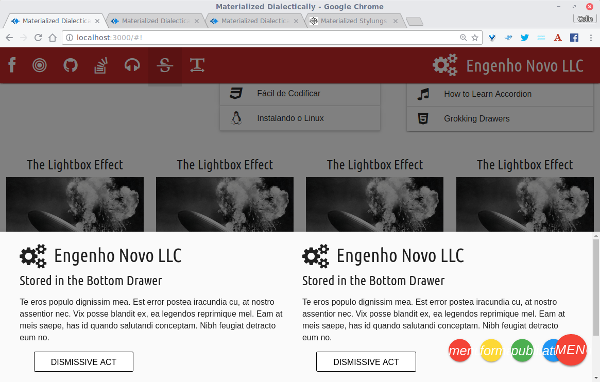 Materialized Dialectically - Google Chrome
Materialized Dialectic
Materialized Dialectic
Materialized Dialectic
Materialized Stylings
localhost:3000/#!
Engenho Novo LLC
Fácil de Codificar
How to Learn Accordion
Instalando o Linux
Grokking Drawers
The Lightbox Effect
The Lightbox Effect
The Lightbox Effect
The Lightbox Effect
Engenho Novo LLC
Stored in the Bottom Drawer
Te eros populo dignissim mea. Est error postea iracundia cu, at nostro
assentior nec. Vix posse blandit ex, ea legendos reprimique mel. Eam at
meis saepe, has id quando salutandi conceptam. Nibh feugiat detracto
eum no.
DISMISSIVE ACT
Engenho Novo LLC
Stored in the Bottom Drawer
Te eros populo dignissim mea. Est error postea iracundia cu, at nostro
assentior nec. Vix posse blandit ex, ea legendos reprimique mel. Eam at
meis saepe, has id quando salutandi conceptam. Nibh feugiat detracto
eum no.
DISMISSIVE ACT